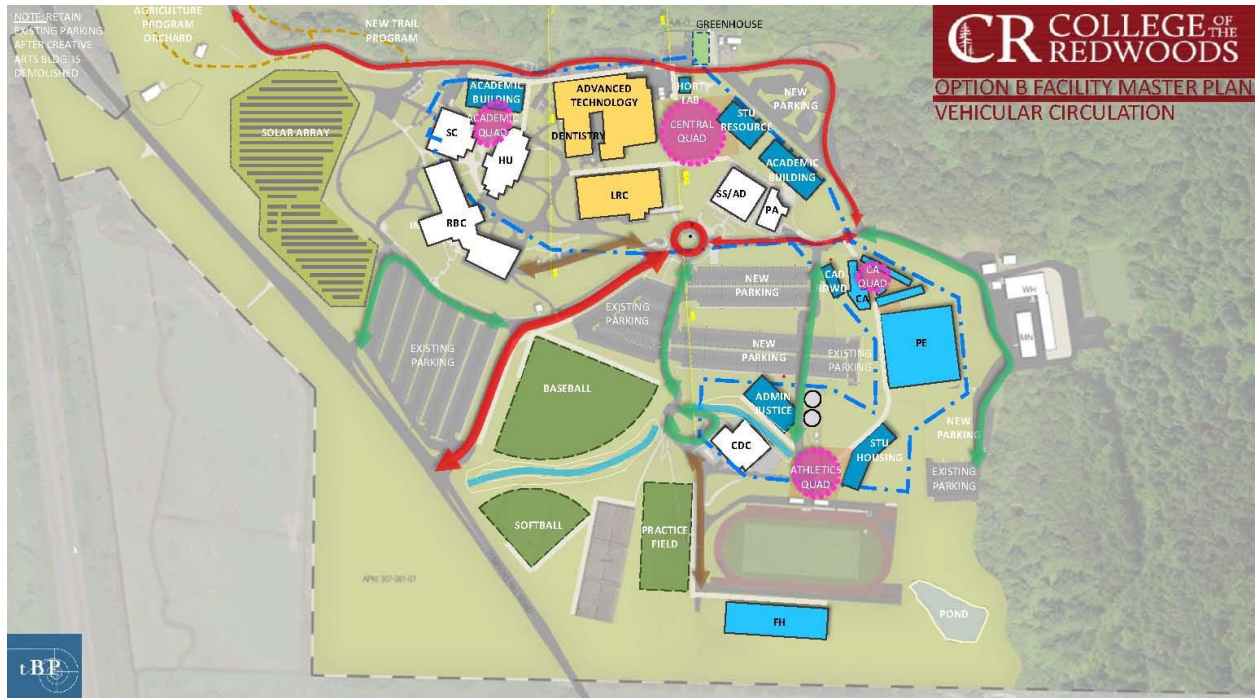 NOTE: RETAIN
EXISTING PARKING
AFTER CREATIVE
ARTS BLDG. IS
DEMOLISHED
AGRICULTURE
PROGRAM
ORCHARD
NEW TRAIL
PROGRAM
GREENHOUSE
CR COLLEGE OF THE
REDWOODS
OPTION B FACILITY MASTER PLAN
VEHICULAR CIRCULATION
SOLAR ARRAY
ACADEMIC
BUILDING
ACADEMIC
QUAD
SC
HU
RBC
ADVANCED
TECHNOLOGY
DENTISTRY
LRC
HORT
LAB
CENTRAL
QUAD
STU
RESOURCE
NEW
PARKING
ACADEMIC
BUILDING
SS/AD
PA
NEW
PARKING
CAD
CA
QUAD
CA
WH
MN
EXISTING
PARKING
EXISTING
PARKING
NEW
PARKING
EXISTING
PARKING
PE
BASEBALL
ADMIN
JUSTICE
CDC
STU
HOUSING
NEW
PARKING
EXISTING
PARKING
ATHLETICS
QUAD
SOFTBALL
PRACTICE
FIELD
APN: 307-061-07
FH
POND
tBP